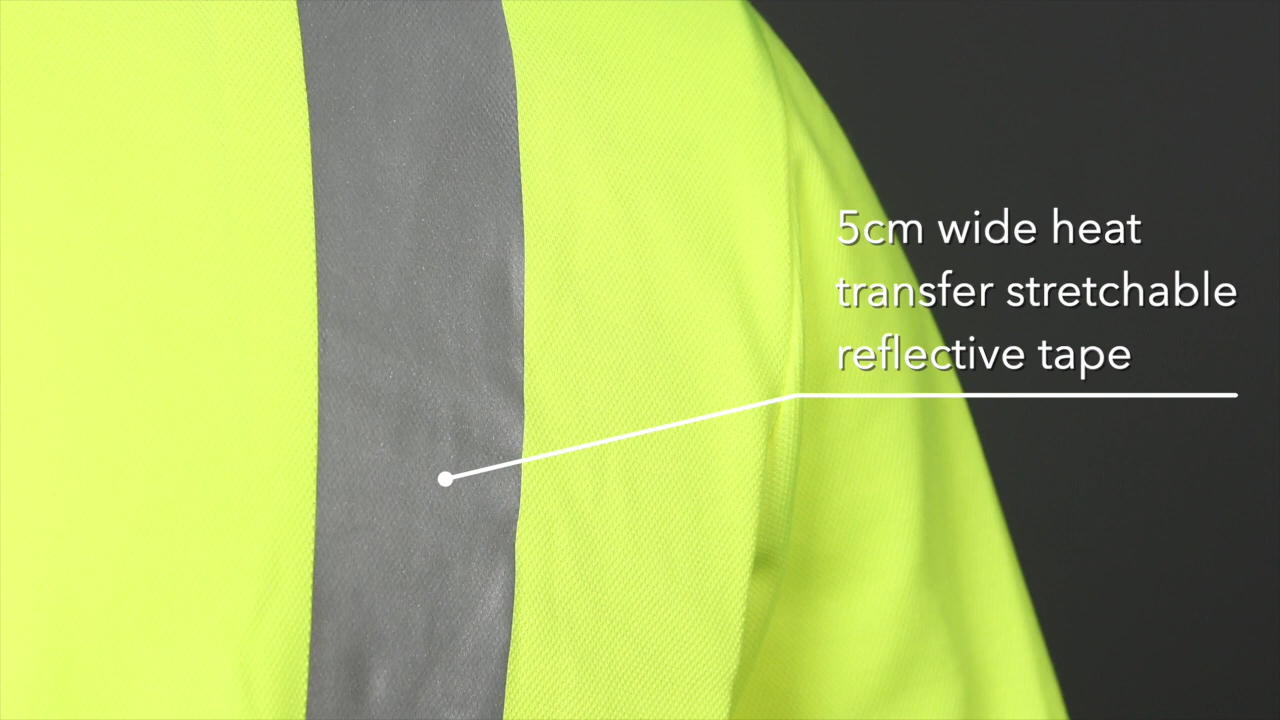 5cm wide heat
transfer stretchable
reflective tape